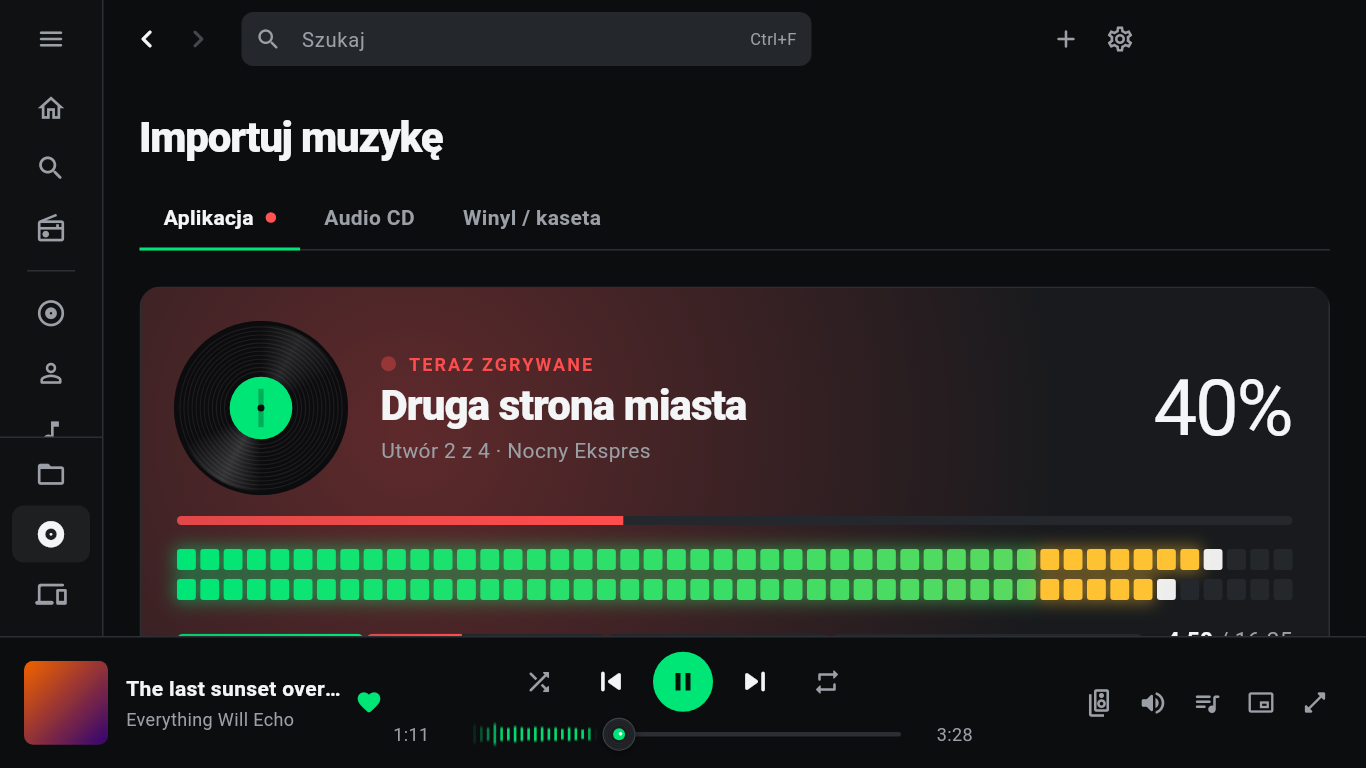 Szukaj
Ctrl+F
Importuj muzykę
Aplikacja
Audio CD
Winyl / kaseta
TERAZ ZGRYWANE
Druga strona miasta
Utwór 2 z 4 · Nocny Ekspres
40%
The last sunset over…
Everything Will Echo
1:11
3:28